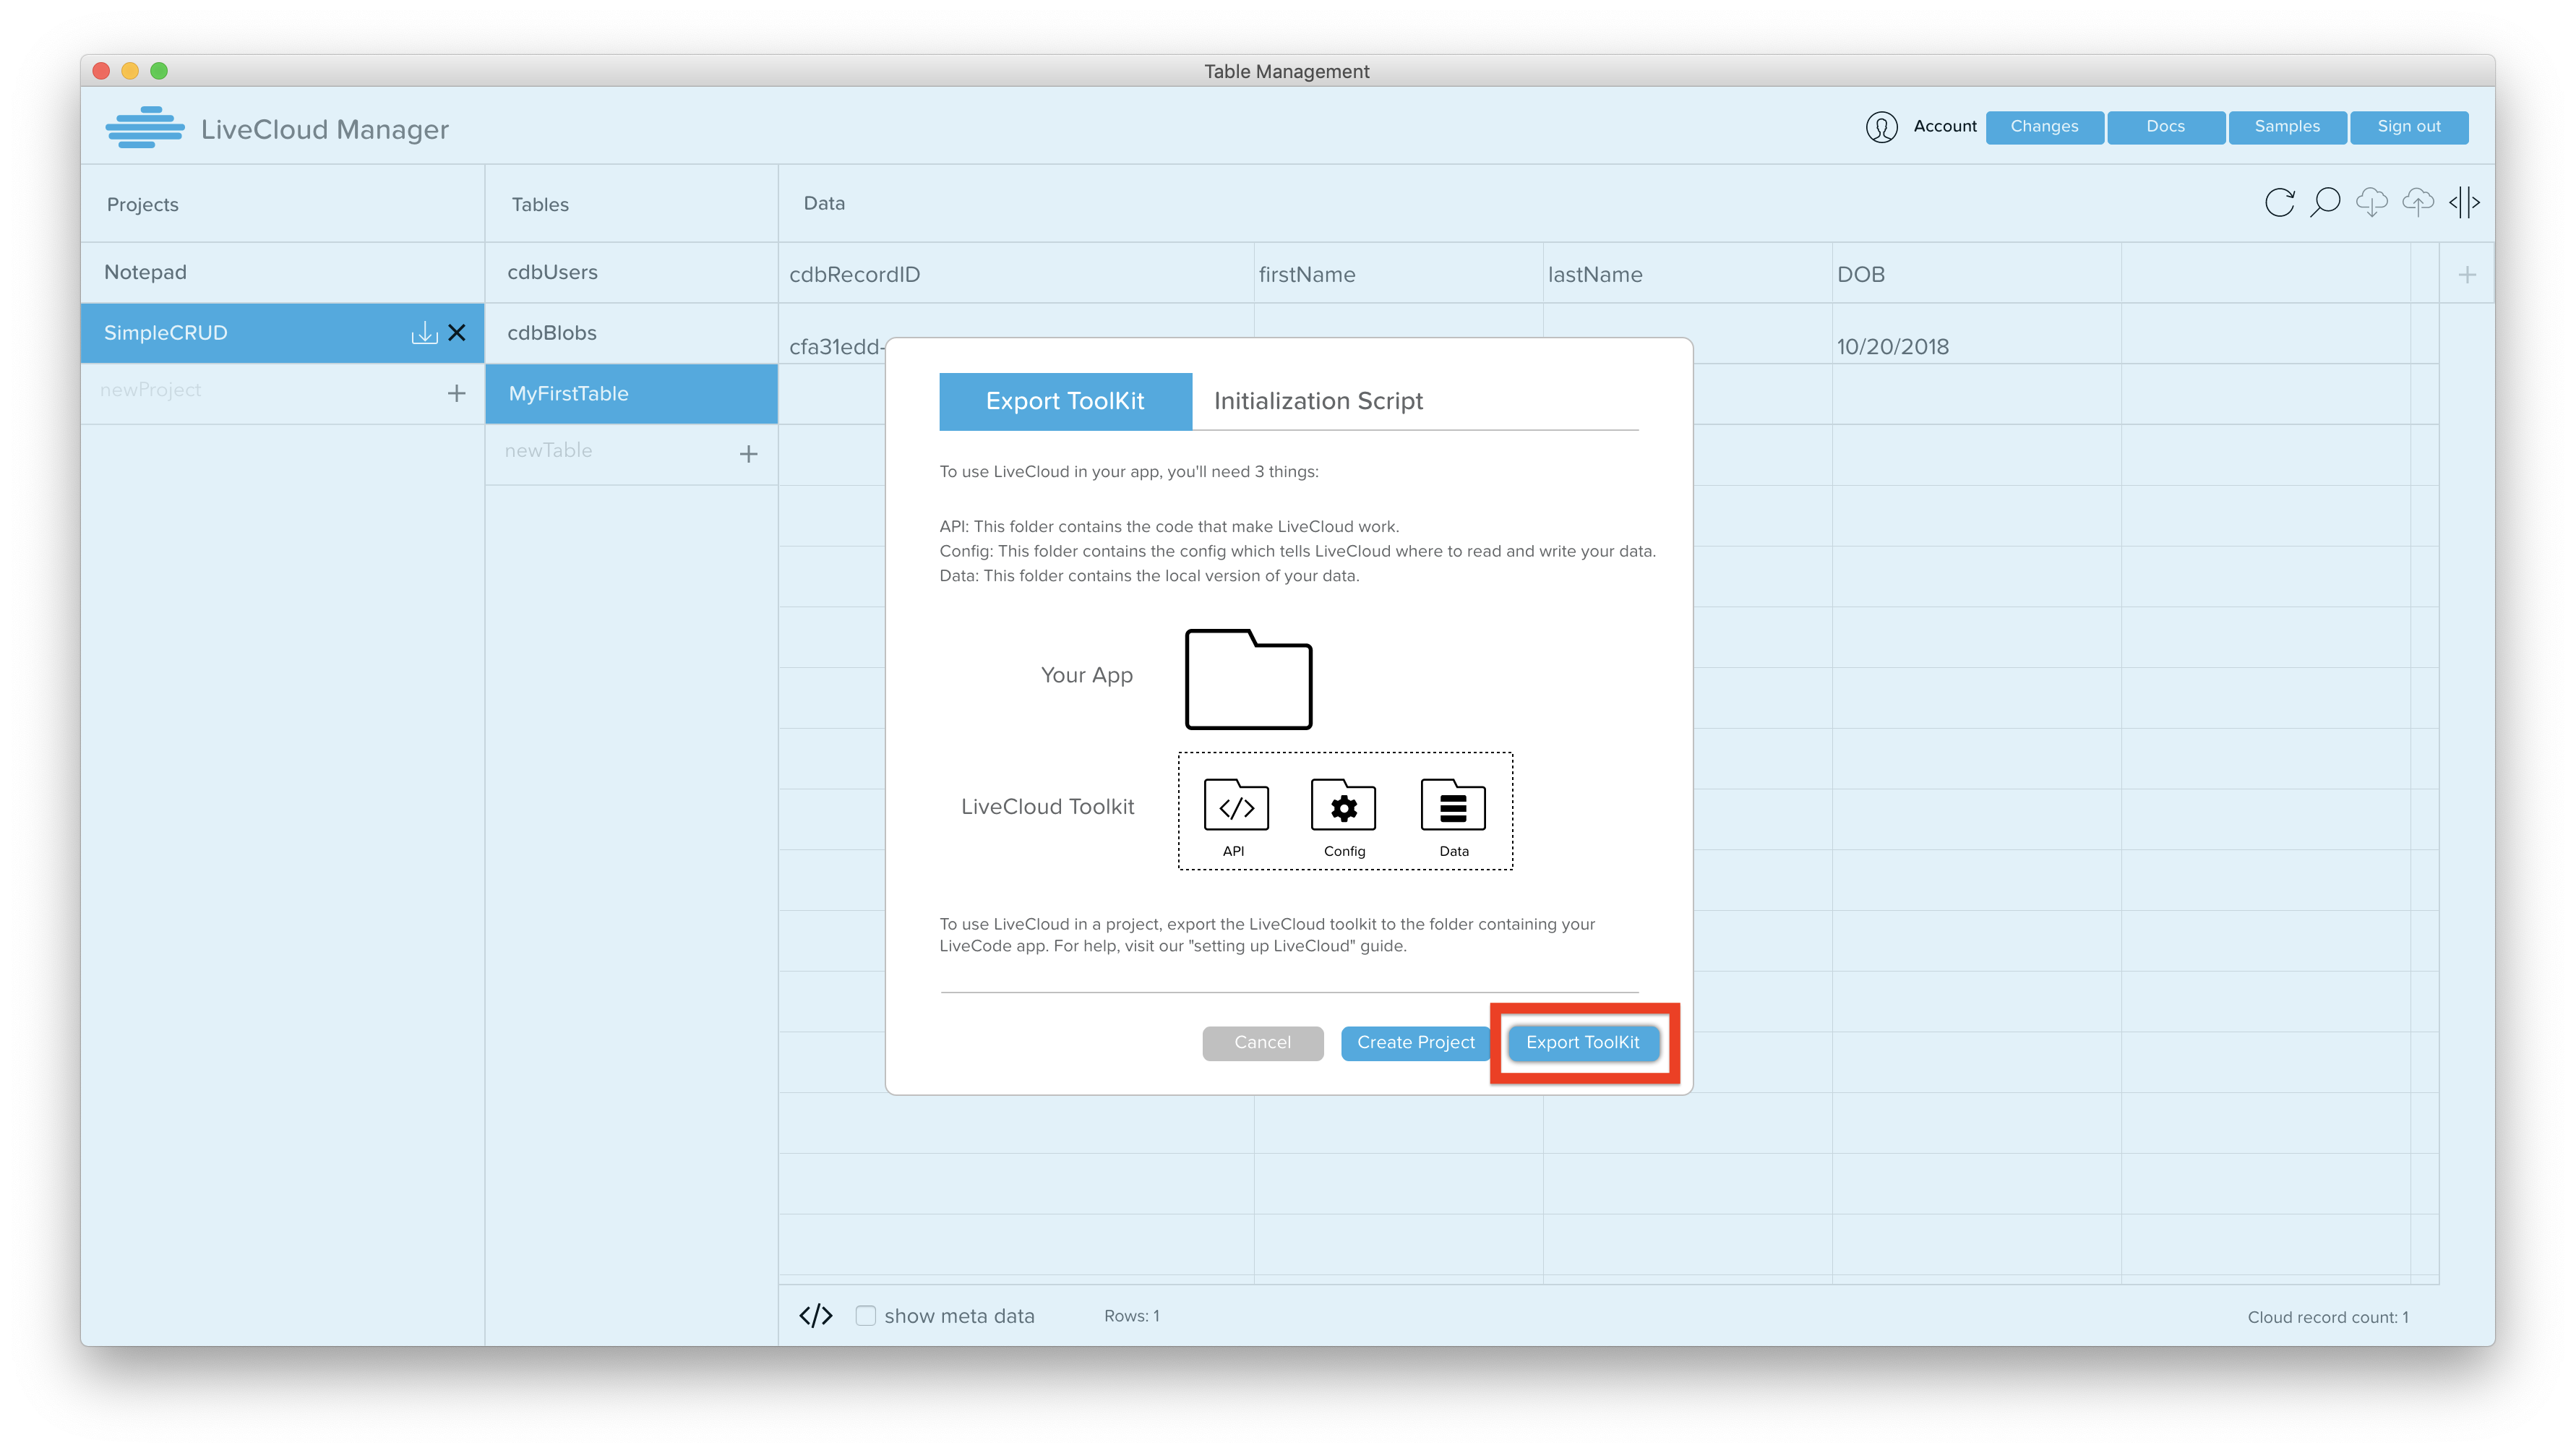 Table Management
LiveCloud Manager
Account
Changes
Docs
Samples
Sign out
Projects
Tables
Data
Notepad
cdbUsers
cdbRecordID
firstName
lastName
DOB
SimpleCRUD
cdbBlobs
cfa31edd-
10/20/2018
newProject
MyFirstTable
newTable
Export ToolKit
Initialization Script
To use LiveCloud in your app, you'll need 3 things:
API: This folder contains the code that make LiveCloud work.
Config: This folder contains the config which tells LiveCloud where to read and write your data.
Data: This folder contains the local version of your data.
Your App
LiveCloud Toolkit
API
Config
Data
To use LiveCloud in a project, export the LiveCloud toolkit to the folder containing your
LiveCode app. For help, visit our "setting up LiveCloud" guide.
Cancel
Create Project
Export ToolKit
show meta data
Rows: 1
Cloud record count: 1